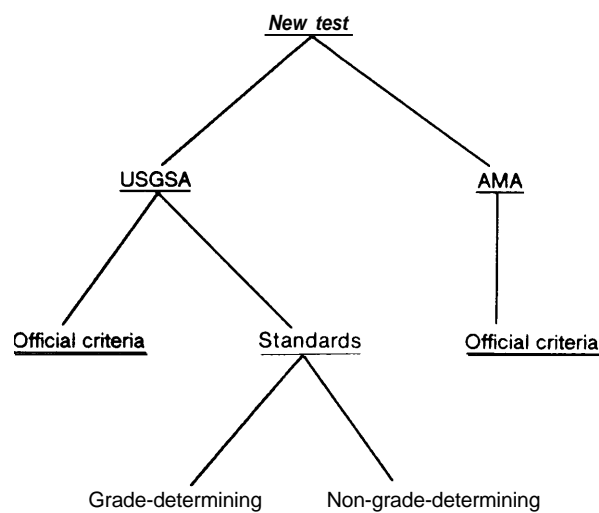 New test
USGSA
AMA
Official criteria
Standards
Official criteria
Grade-determining
Non-grade-determining